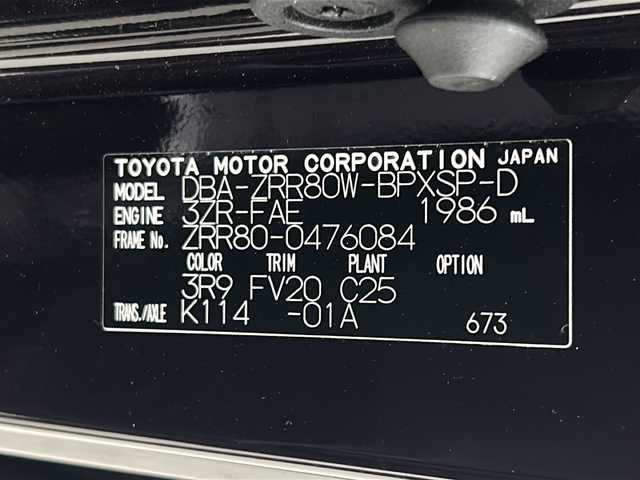 TOYOTA MOTOR CORPORATION JAPAN
MODEL DBA-ZRR80W-BPXSP-D
ENGINE 3ZR-FAE 1986 mL
FRAME No. ZRR80-0476084
COLOR TRIM PLANT OPTION
3R9 FV20 C25
TRANS./AXLE K114 -01A 673